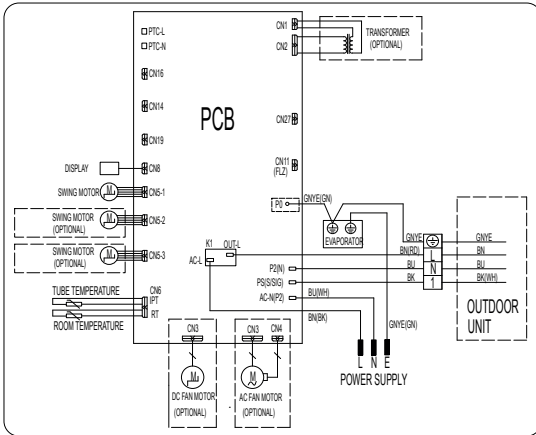 PTC-L
PTC-N
CN16
CN14
CN19
DISPLAY
CN8
SWING MOTOR
M
CN5-1
SWING MOTOR
(OPTIONAL)
M
CN5-2
SWING MOTOR
(OPTIONAL)
M
CN5-3
TUBE TEMPERATURE
CN6
IPT
RT
ROOM TEMPERATURE
PCB
CN1
CN2
TRANSFORMER
(OPTIONAL)
CN27
CN11
(FLZ)
P0
GNYE(GN)
EVAPORATOR
K1
OUT-L
AC-L
P2(N)
PS(S/SIG)
AC-N(P2)
BU(WH)
BN(BK)
GNYE
BN(RD)
BU
BK
L
N
1
GNYE
BN
BU
BK(WH)
OUTDOOR
UNIT
GNYE(GN)
L N E
POWER SUPPLY
CN3
M
DC FAN MOTOR
(OPTIONAL)
CN3
CN4
M
AC FAN MOTOR
(OPTIONAL)